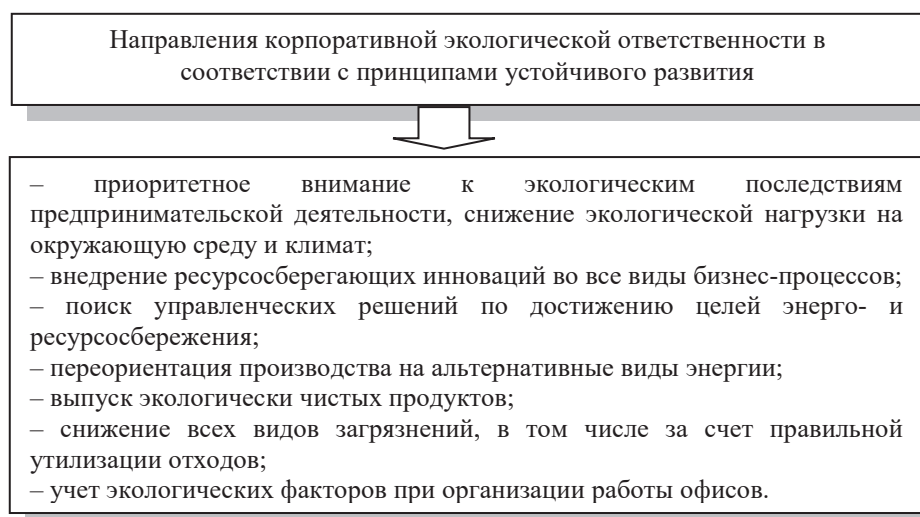 Направления корпоративной экологической ответственности в
соответствии с принципами устойчивого развития
– приоритетное внимание к экологическим последствиям
предпринимательской деятельности, снижение экологической нагрузки на
окружающую среду и климат;
– внедрение ресурсосберегающих инноваций во все виды бизнес-процессов;
– поиск управленческих решений по достижению целей энерго- и
ресурсосбережения;
– переориентация производства на альтернативные виды энергии;
– выпуск экологически чистых продуктов;
– снижение всех видов загрязнений, в том числе за счет правильной
утилизации отходов;
– учет экологических факторов при организации работы офисов.